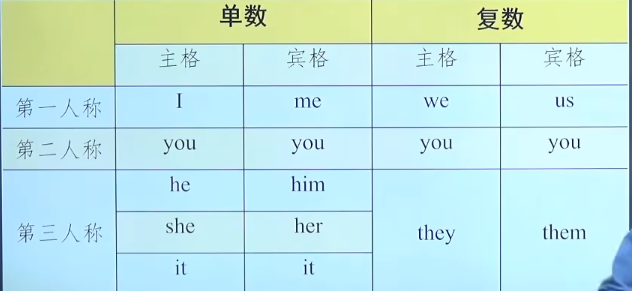 单数 复数
主格 宾格 主格 宾格
第一人称 I me we us
第二人称 you you you you
第三人称 he him they them
she her
it it